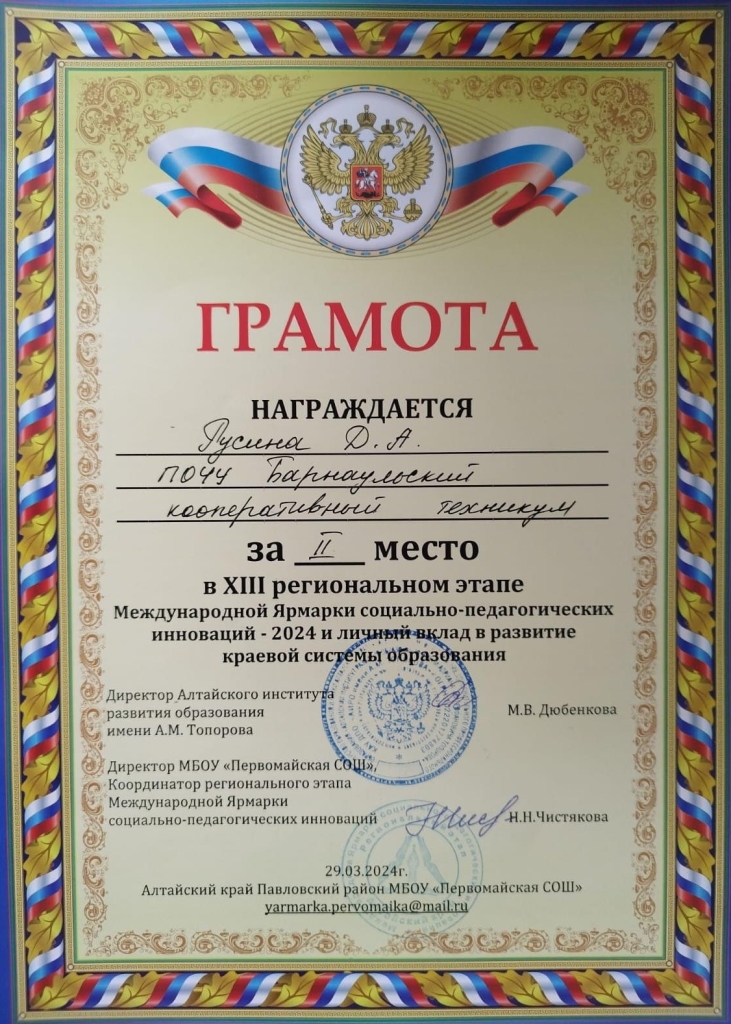 ГРАМОТА
НАГРАЖДАЕТСЯ
Русина Д. А.
ПОЧУ Барнаульский
кооперативный техникум
за II место
в XIII региональном этапе
Международной Ярмарки социально-педагогических
инноваций - 2024 и личный вклад в развитие
краевой системы образования
Директор Алтайского института
развития образования
имени А.М. Топорова
М.В. Дюбенкова
Директор МБОУ «Первомайская СОШ»,
Координатор регионального этапа
Международной Ярмарки
социально-педагогических инноваций
Н.Н.Чистякова
29.03.2024г.
Алтайский край Павловский район МБОУ «Первомайская СОШ»
yarmarka.pervomaika@mail.ru